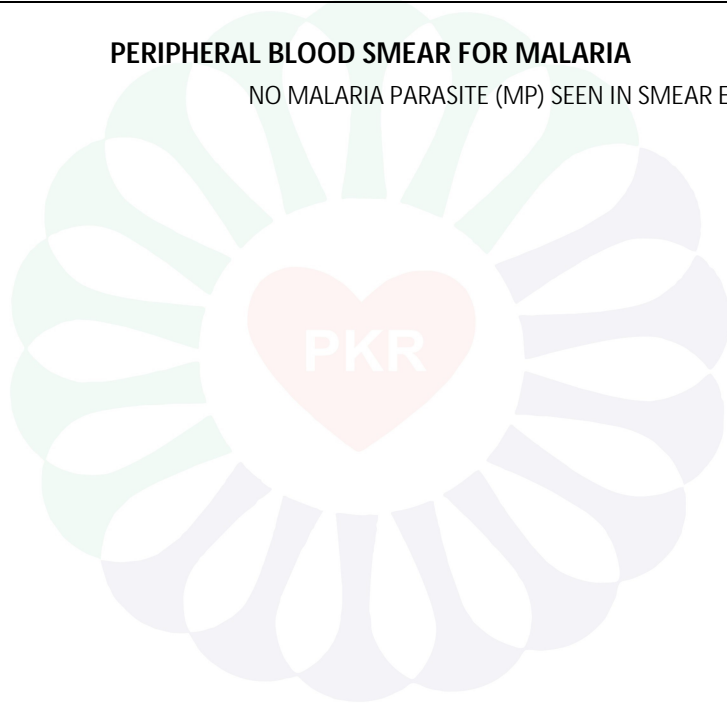 PERIPHERAL BLOOD SMEAR FOR MALARIA
NO MALARIA PARASITE (MP) SEEN IN SMEAR
PKR